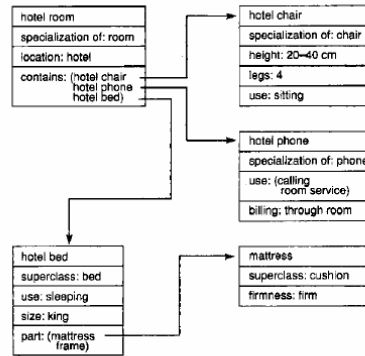 hotel room
specialization of: room
location: hotel
contains: (hotel chair
hotel phone
hotel bed)
hotel chair
specialization of: chair
height: 20–40 cm
legs: 4
use: sitting
hotel phone
specialization of: phone
use: (calling
room service)
billing: through room
hotel bed
superclass: bed
use: sleeping
size: king
part: (mattress
frame)
mattress
superclass: cushion
firmness: firm